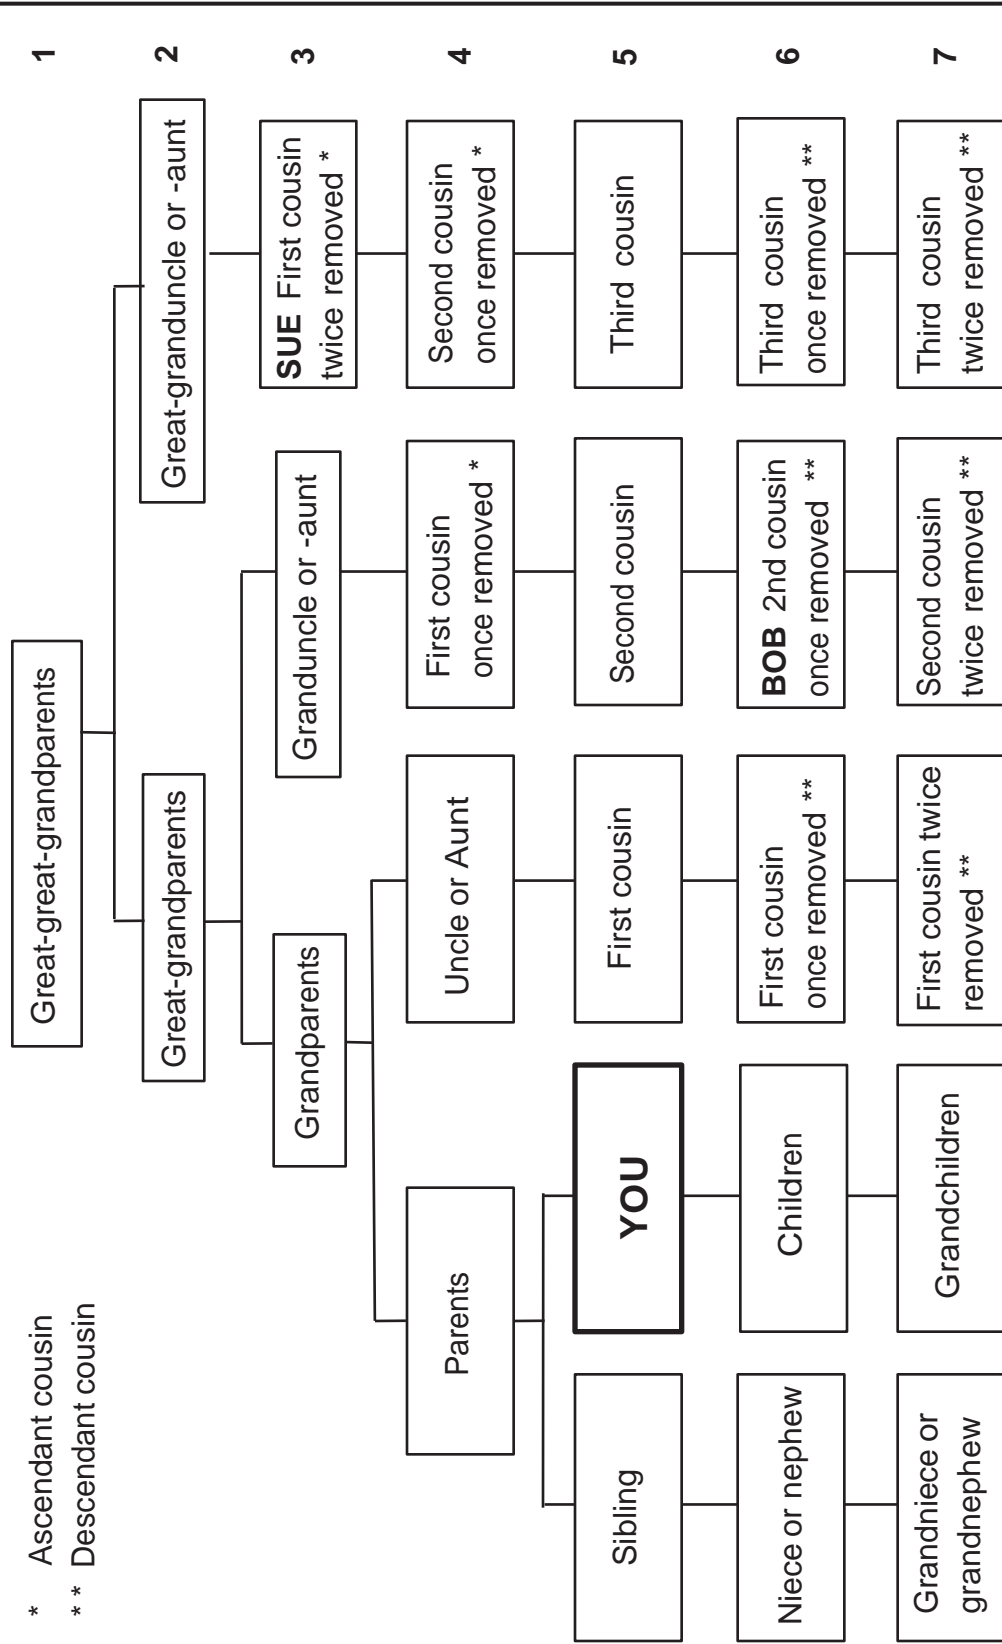 * Ascendant cousin
* * Descendant cousin
Great-great-grandparents
1
Great-grandparents
Great-granduncle or -aunt
2
Grandparents
Granduncle or -aunt
SUE First cousin
twice removed *
3
Parents
Uncle or Aunt
First cousin
once removed *
Second cousin
once removed *
4
Sibling
YOU
First cousin
Second cousin
Third cousin
5
Niece or nephew
Children
First cousin
once removed **
BOB 2nd cousin
once removed **
Third cousin
once removed **
6
Grandniece or
grandnephew
Grandchildren
First cousin twice
removed **
Second cousin
twice removed **
Third cousin
twice removed **
7